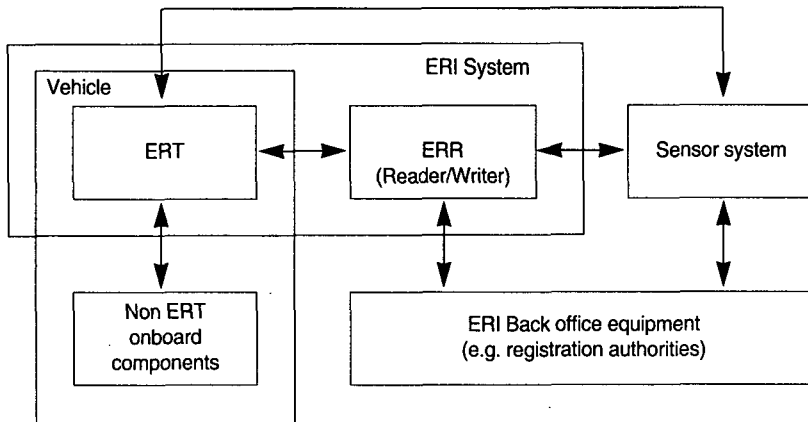 ERI System
Vehicle
ERT
ERR
(Reader/Writer)
Sensor system
Non ERT
onboard
components
ERI Back office equipment
(e.g. registration authorities)